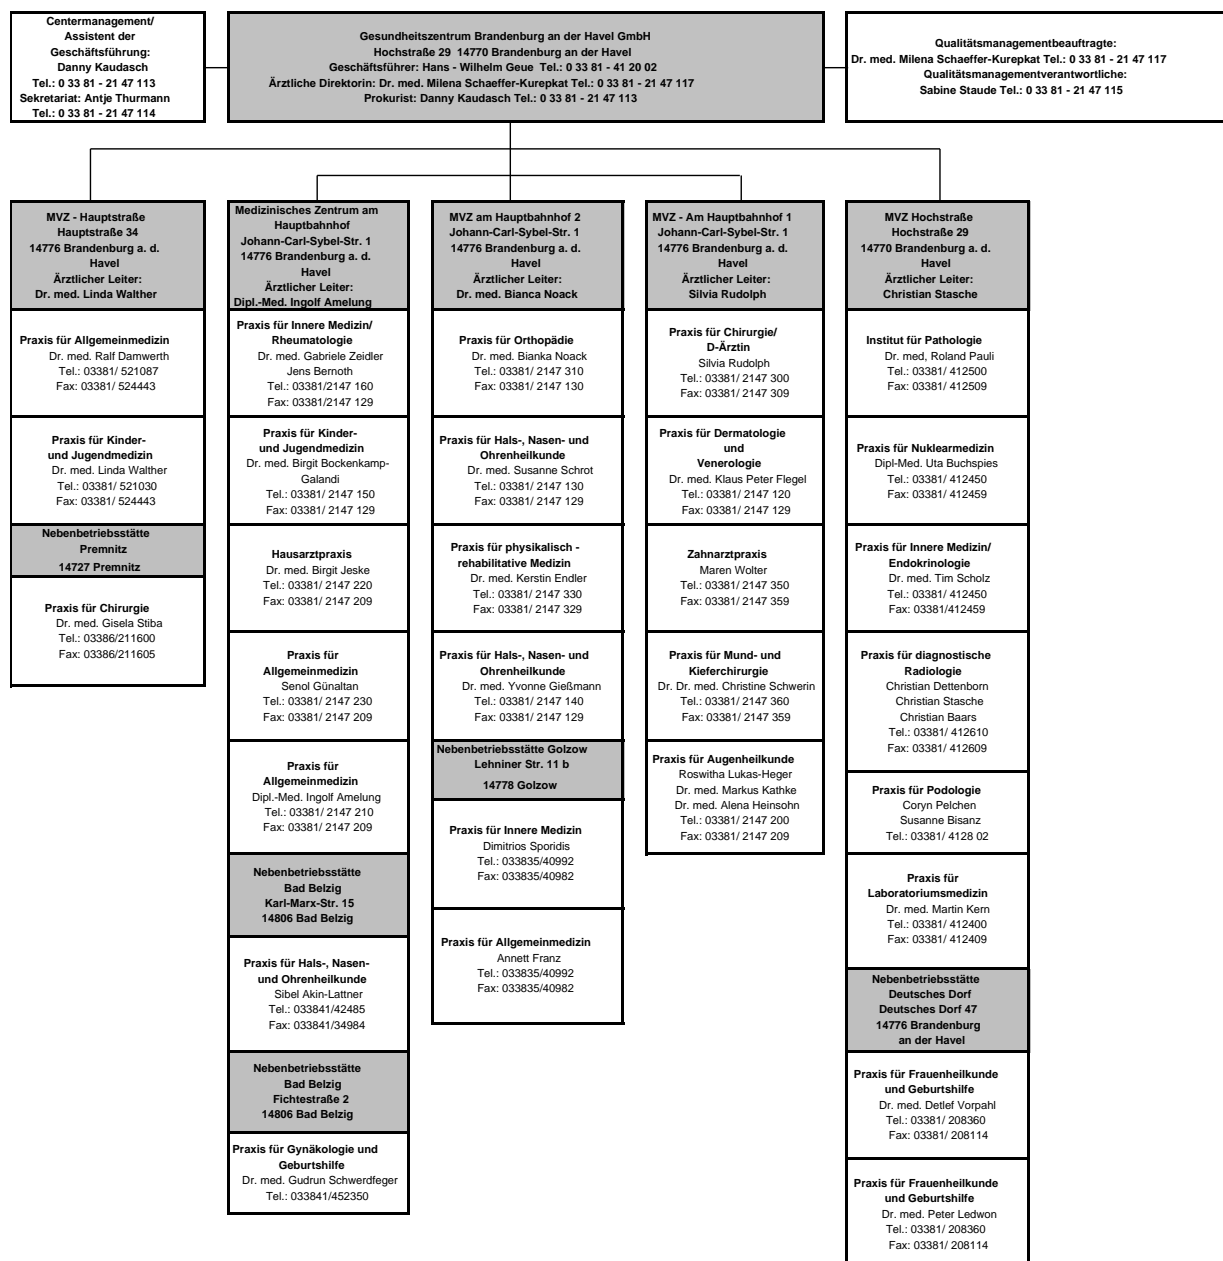 Centermanagement/
Assistent der
Geschäftsführung:
Danny Kaudasch
Tel.: 0 33 81 - 21 47 113
Sekretariat: Antje Thurmann
Tel.: 0 33 81 - 21 47 114
Gesundheitszentrum Brandenburg an der Havel GmbH
Hochstraße 29 14770 Brandenburg an der Havel
Geschäftsführer: Hans - Wilhelm Geue Tel.: 0 33 81 - 41 20 02
Ärztliche Direktorin: Dr. med. Milena Schaeffer-Kurepkat Tel.: 0 33 81 - 21 47 117
Prokurist: Danny Kaudasch Tel.: 0 33 81 - 21 47 113
Qualitätsmanagementbeauftragte:
Dr. med. Milena Schaeffer-Kurepkat Tel.: 0 33 81 - 21 47 117
Qualitätsmanagementverantwortliche:
Sabine Staude Tel.: 0 33 81 - 21 47 115
MVZ - Hauptstraße
Hauptstraße 34
14776 Brandenburg a. d.
Havel
Ärztlicher Leiter:
Dr. med. Linda Walther
Praxis für Allgemeinmedizin
Dr. med. Ralf Damwerth
Tel.: 03381/ 521087
Fax: 03381/ 524443
Praxis für Kinder-
und Jugendmedizin
Dr. med. Linda Walther
Tel.: 03381/ 521030
Fax: 03381/ 524443
Nebenbetriebsstätte
Premnitz
14727 Premnitz
Praxis für Chirurgie
Dr. med. Gisela Stiba
Tel.: 03386/211600
Fax: 03386/211605
Medizinisches Zentrum am
Hauptbahnhof
Johann-Carl-Sybel-Str. 1
14776 Brandenburg a. d.
Havel
Ärztlicher Leiter:
Dipl.-Med. Ingolf Amelung
Praxis für Innere Medizin/
Rheumatologie
Dr. med. Gabriele Zeidler
Jens Bernoth
Tel.: 03381/2147 160
Fax: 03381/2147 129
Praxis für Kinder-
und Jugendmedizin
Dr. med. Birgit Bockenkamp-
Galandi
Tel.: 03381/ 2147 150
Fax: 03381/ 2147 129
Hausarztpraxis
Dr. med. Birgit Jeske
Tel.: 03381/ 2147 220
Fax: 03381/ 2147 209
Praxis für
Allgemeinmedizin
Senol Günaltan
Tel.: 03381/ 2147 230
Fax: 03381/ 2147 209
Praxis für
Allgemeinmedizin
Dipl.-Med. Ingolf Amelung
Tel.: 03381/ 2147 210
Fax: 03381/ 2147 209
Nebenbetriebsstätte
Bad Belzig
Karl-Marx-Str. 15
14806 Bad Belzig
Praxis für Hals-, Nasen-
und Ohrenheilkunde
Sibel Akin-Lattner
Tel.: 033841/42485
Fax: 033841/34984
Nebenbetriebsstätte
Bad Belzig
Fichtestraße 2
14806 Bad Belzig
Praxis für Gynäkologie und
Geburtshilfe
Dr. med. Gudrun Schwerdfeger
Tel.: 033841/452350
MVZ am Hauptbahnhof 2
Johann-Carl-Sybel-Str. 1
14776 Brandenburg a. d.
Havel
Ärztlicher Leiter:
Dr. med. Bianca Noack
Praxis für Orthopädie
Dr. med. Bianka Noack
Tel.: 03381/ 2147 310
Fax: 03381/ 2147 130
Praxis für Hals-, Nasen- und
Ohrenheilkunde
Dr. med. Susanne Schrot
Tel.: 03381/ 2147 130
Fax: 03381/ 2147 129
Praxis für physikalisch -
rehabilitative Medizin
Dr. med. Kerstin Endler
Tel.: 03381/ 2147 330
Fax: 03381/ 2147 329
Praxis für Hals-, Nasen- und
Ohrenheilkunde
Dr. med. Yvonne Gießmann
Tel.: 03381/ 2147 140
Fax: 03381/ 2147 129
Nebenbetriebsstätte Golzow
Lehniner Str. 11 b
14778 Golzow
Praxis für Innere Medizin
Dimitrios Sporidis
Tel.: 033835/40992
Fax: 033835/40982
Praxis für Allgemeinmedizin
Annett Franz
Tel.: 033835/40992
Fax: 033835/40982
MVZ - Am Hauptbahnhof 1
Johann-Carl-Sybel-Str. 1
14776 Brandenburg a. d.
Havel
Ärztlicher Leiter:
Silvia Rudolph
Praxis für Chirurgie/
D-Ärztin
Silvia Rudolph
Tel.: 03381/ 2147 300
Fax: 03381/ 2147 309
Praxis für Dermatologie
und
Venerologie
Dr. med. Klaus Peter Flegel
Tel.: 03381/ 2147 120
Fax: 03381/ 2147 129
Zahnarztpraxis
Maren Wolter
Tel.: 03381/ 2147 350
Fax: 03381/ 2147 359
Praxis für Mund- und
Kieferchirurgie
Dr. Dr. med. Christine Schwerin
Tel.: 03381/ 2147 360
Fax: 03381/ 2147 359
Praxis für Augenheilkunde
Roswitha Lukas-Heger
Dr. med. Markus Kathke
Dr. med. Alena Heinsohn
Tel.: 03381/ 2147 200
Fax: 03381/ 2147 209
MVZ Hochstraße
Hochstraße 29
14770 Brandenburg a. d.
Havel
Ärztlicher Leiter:
Christian Stasche
Institut für Pathologie
Dr. med, Roland Pauli
Tel.: 03381/ 412500
Fax: 03381/ 412509
Praxis für Nuklearmedizin
Dipl-Med. Uta Buchspies
Tel.: 03381/ 412450
Fax: 03381/ 412459
Praxis für Innere Medizin/
Endokrinologie
Dr. med. Tim Scholz
Tel.: 03381/ 412450
Fax: 03381/412459
Praxis für diagnostische
Radiologie
Christian Dettenborn
Christian Stasche
Christian Baars
Tel.: 03381/ 412610
Fax: 03381/ 412609
Praxis für Podologie
Coryn Pelchen
Susanne Bisanz
Tel.: 03381/ 4128 02
Praxis für
Laboratoriumsmedizin
Dr. med. Martin Kern
Tel.: 03381/ 412400
Fax: 03381/ 412409
Nebenbetriebsstätte
Deutsches Dorf
Deutsches Dorf 47
14776 Brandenburg
an der Havel
Praxis für Frauenheilkunde
und Geburtshilfe
Dr. med. Detlef Vorpahl
Tel.: 03381/ 208360
Fax: 03381/ 208114
Praxis für Frauenheilkunde
und Geburtshilfe
Dr. med. Peter Ledwon
Tel.: 03381/ 208360
Fax: 03381/ 208114